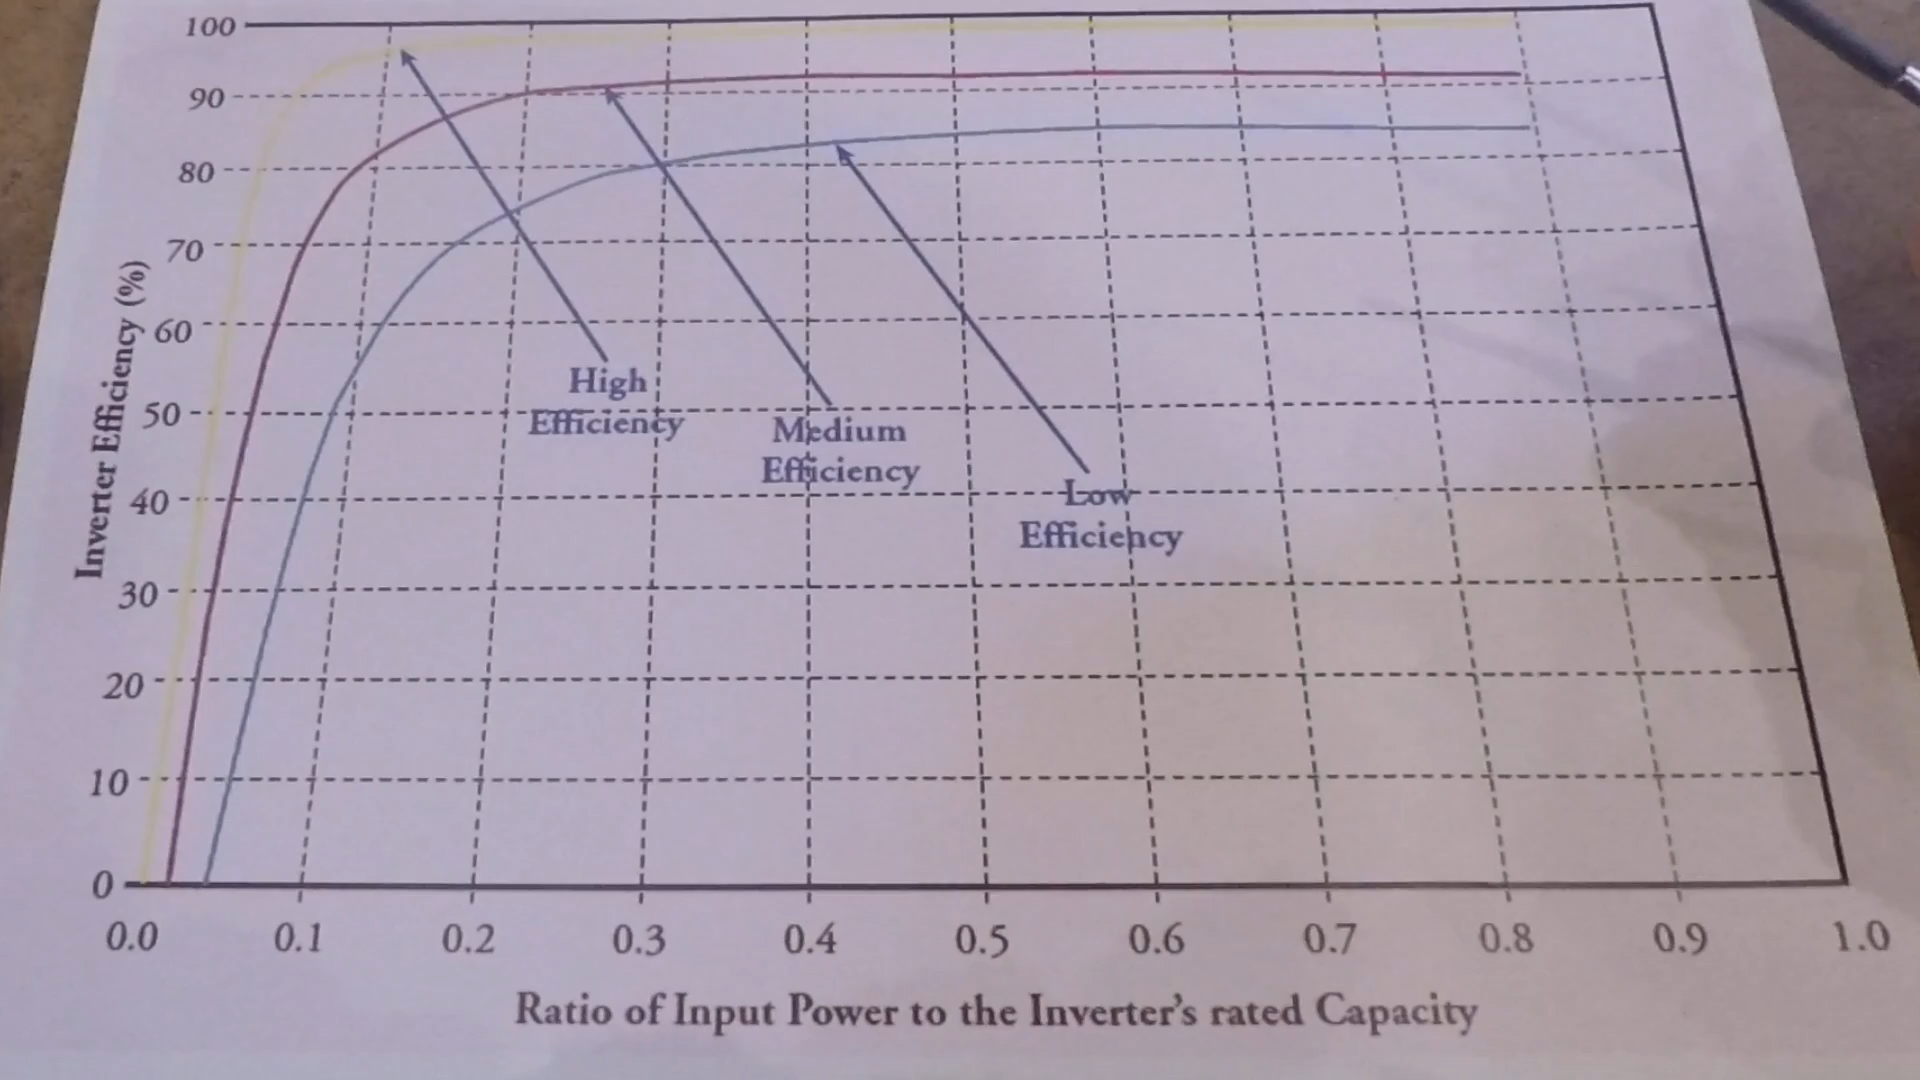 100
90
80
70
60
50
40
30
20
10
0
Inverter Efficiency (%)
High
Efficiency
Medium
Efficiency
Low
Efficiency
0.0 0.1 0.2 0.3 0.4 0.5 0.6 0.7 0.8 0.9 1.0
Ratio of Input Power to the Inverter's rated Capacity